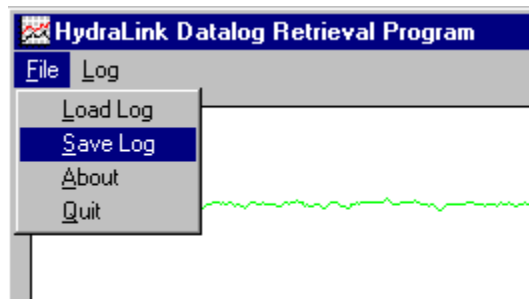 HydraLink Datalog Retrieval Program
File Log
Load Log
Save Log
About
Quit